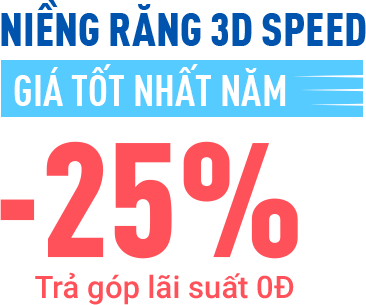 NIỀNG RĂNG 3D SPEED
GIÁ TỐT NHẤT NĂM
-25%
Trả góp lãi suất 0Đ